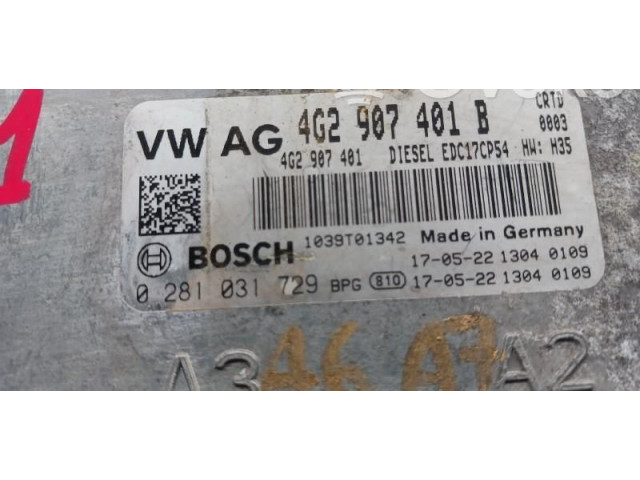 1
VW AG 4G2 907 401 B CRTD
4G2 907 401 DIESEL EDC17CP54 HW: H35 0003
BOSCH 1039T01342 Made in Germany
17-05-22 1304 0109
0 281 031 729 BPG 810 17-05-22 1304 0109
A3 A6 A7 A2